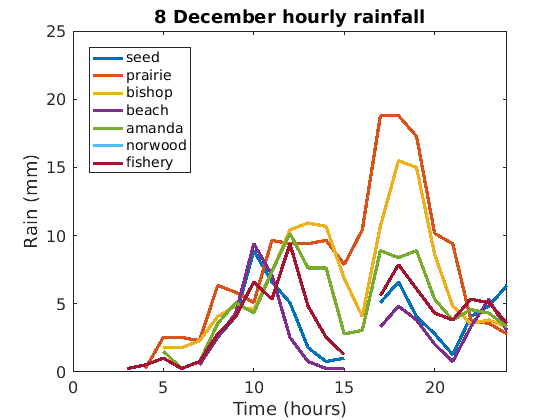 8 December hourly rainfall
25
20
15
10
5
0
Rain (mm)
seed
prairie
bishop
beach
amanda
norwood
fishery
0 5 10 15 20
Time (hours)